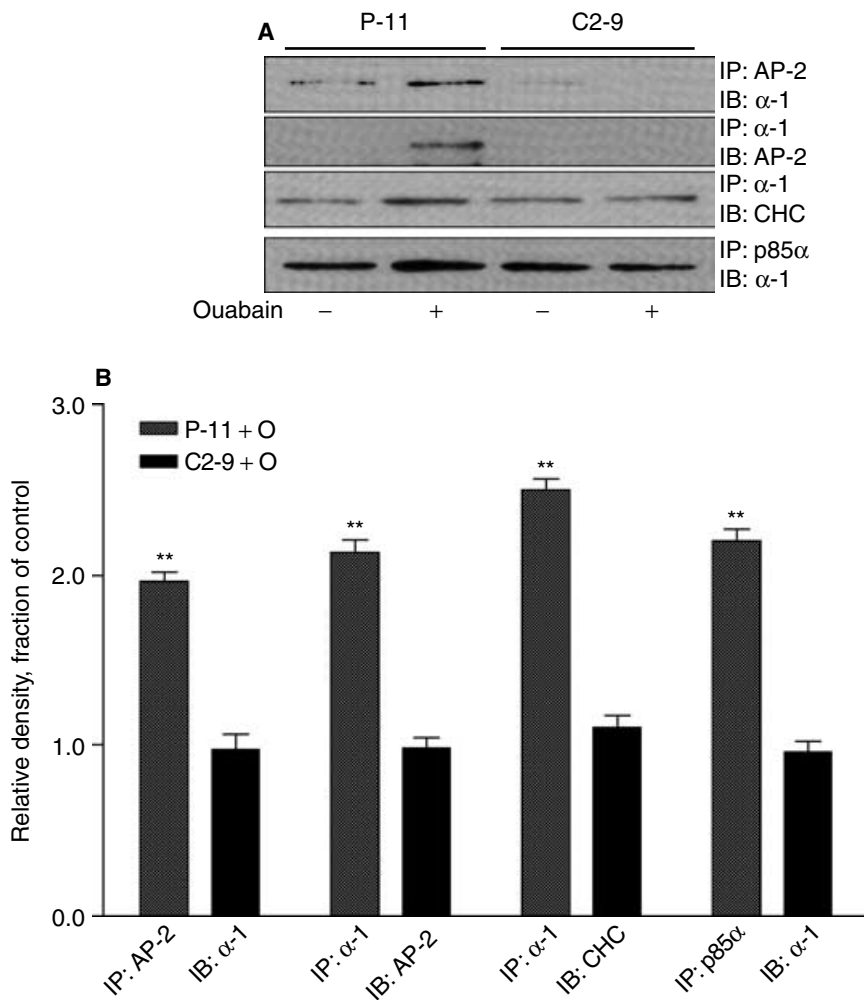 A
P-11 C2-9
IP: AP-2
IB: α-1
IP: α-1
IB: AP-2
IP: α-1
IB: CHC
IP: p85α
IB: α-1
Ouabain − + − +
B
Relative density, fraction of control
3.0
2.0
1.0
0.0
P-11 + O
C2-9 + O
** ** ** **
IP: AP-2 IB: α-1 IP: α-1 IB: AP-2 IP: α-1 IB: CHC IP: p85α IB: α-1